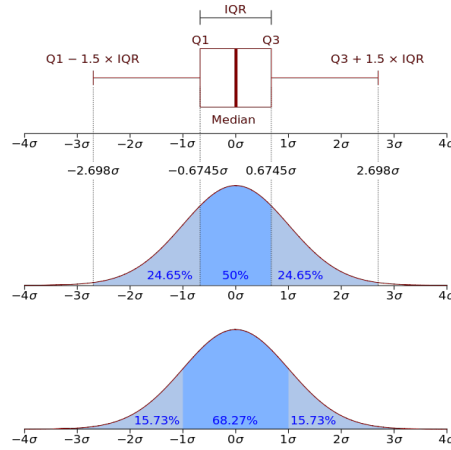 IQR
Q1 Q3
Q1 − 1.5 × IQR Q3 + 1.5 × IQR
Median
−4σ −3σ −2σ −1σ 0σ 1σ 2σ 3σ 4σ
−2.698σ −0.6745σ 0.6745σ 2.698σ
24.65% 50% 24.65%
−4σ −3σ −2σ −1σ 0σ 1σ 2σ 3σ 4σ
15.73% 68.27% 15.73%
−4σ −3σ −2σ −1σ 0σ 1σ 2σ 3σ 4σ